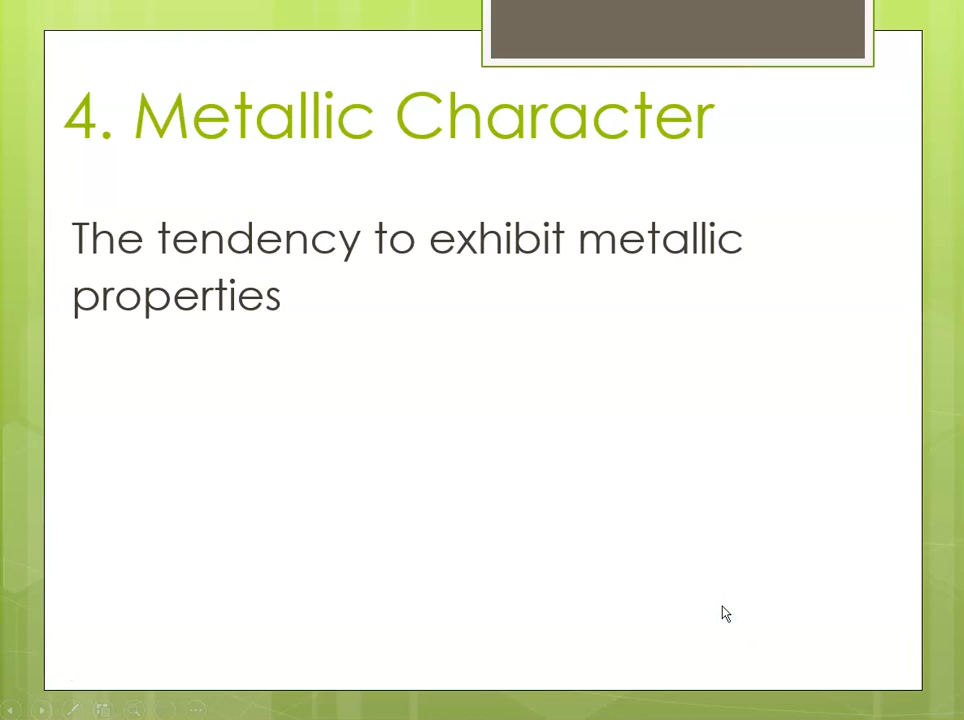 4. Metallic Character
The tendency to exhibit metallic
properties